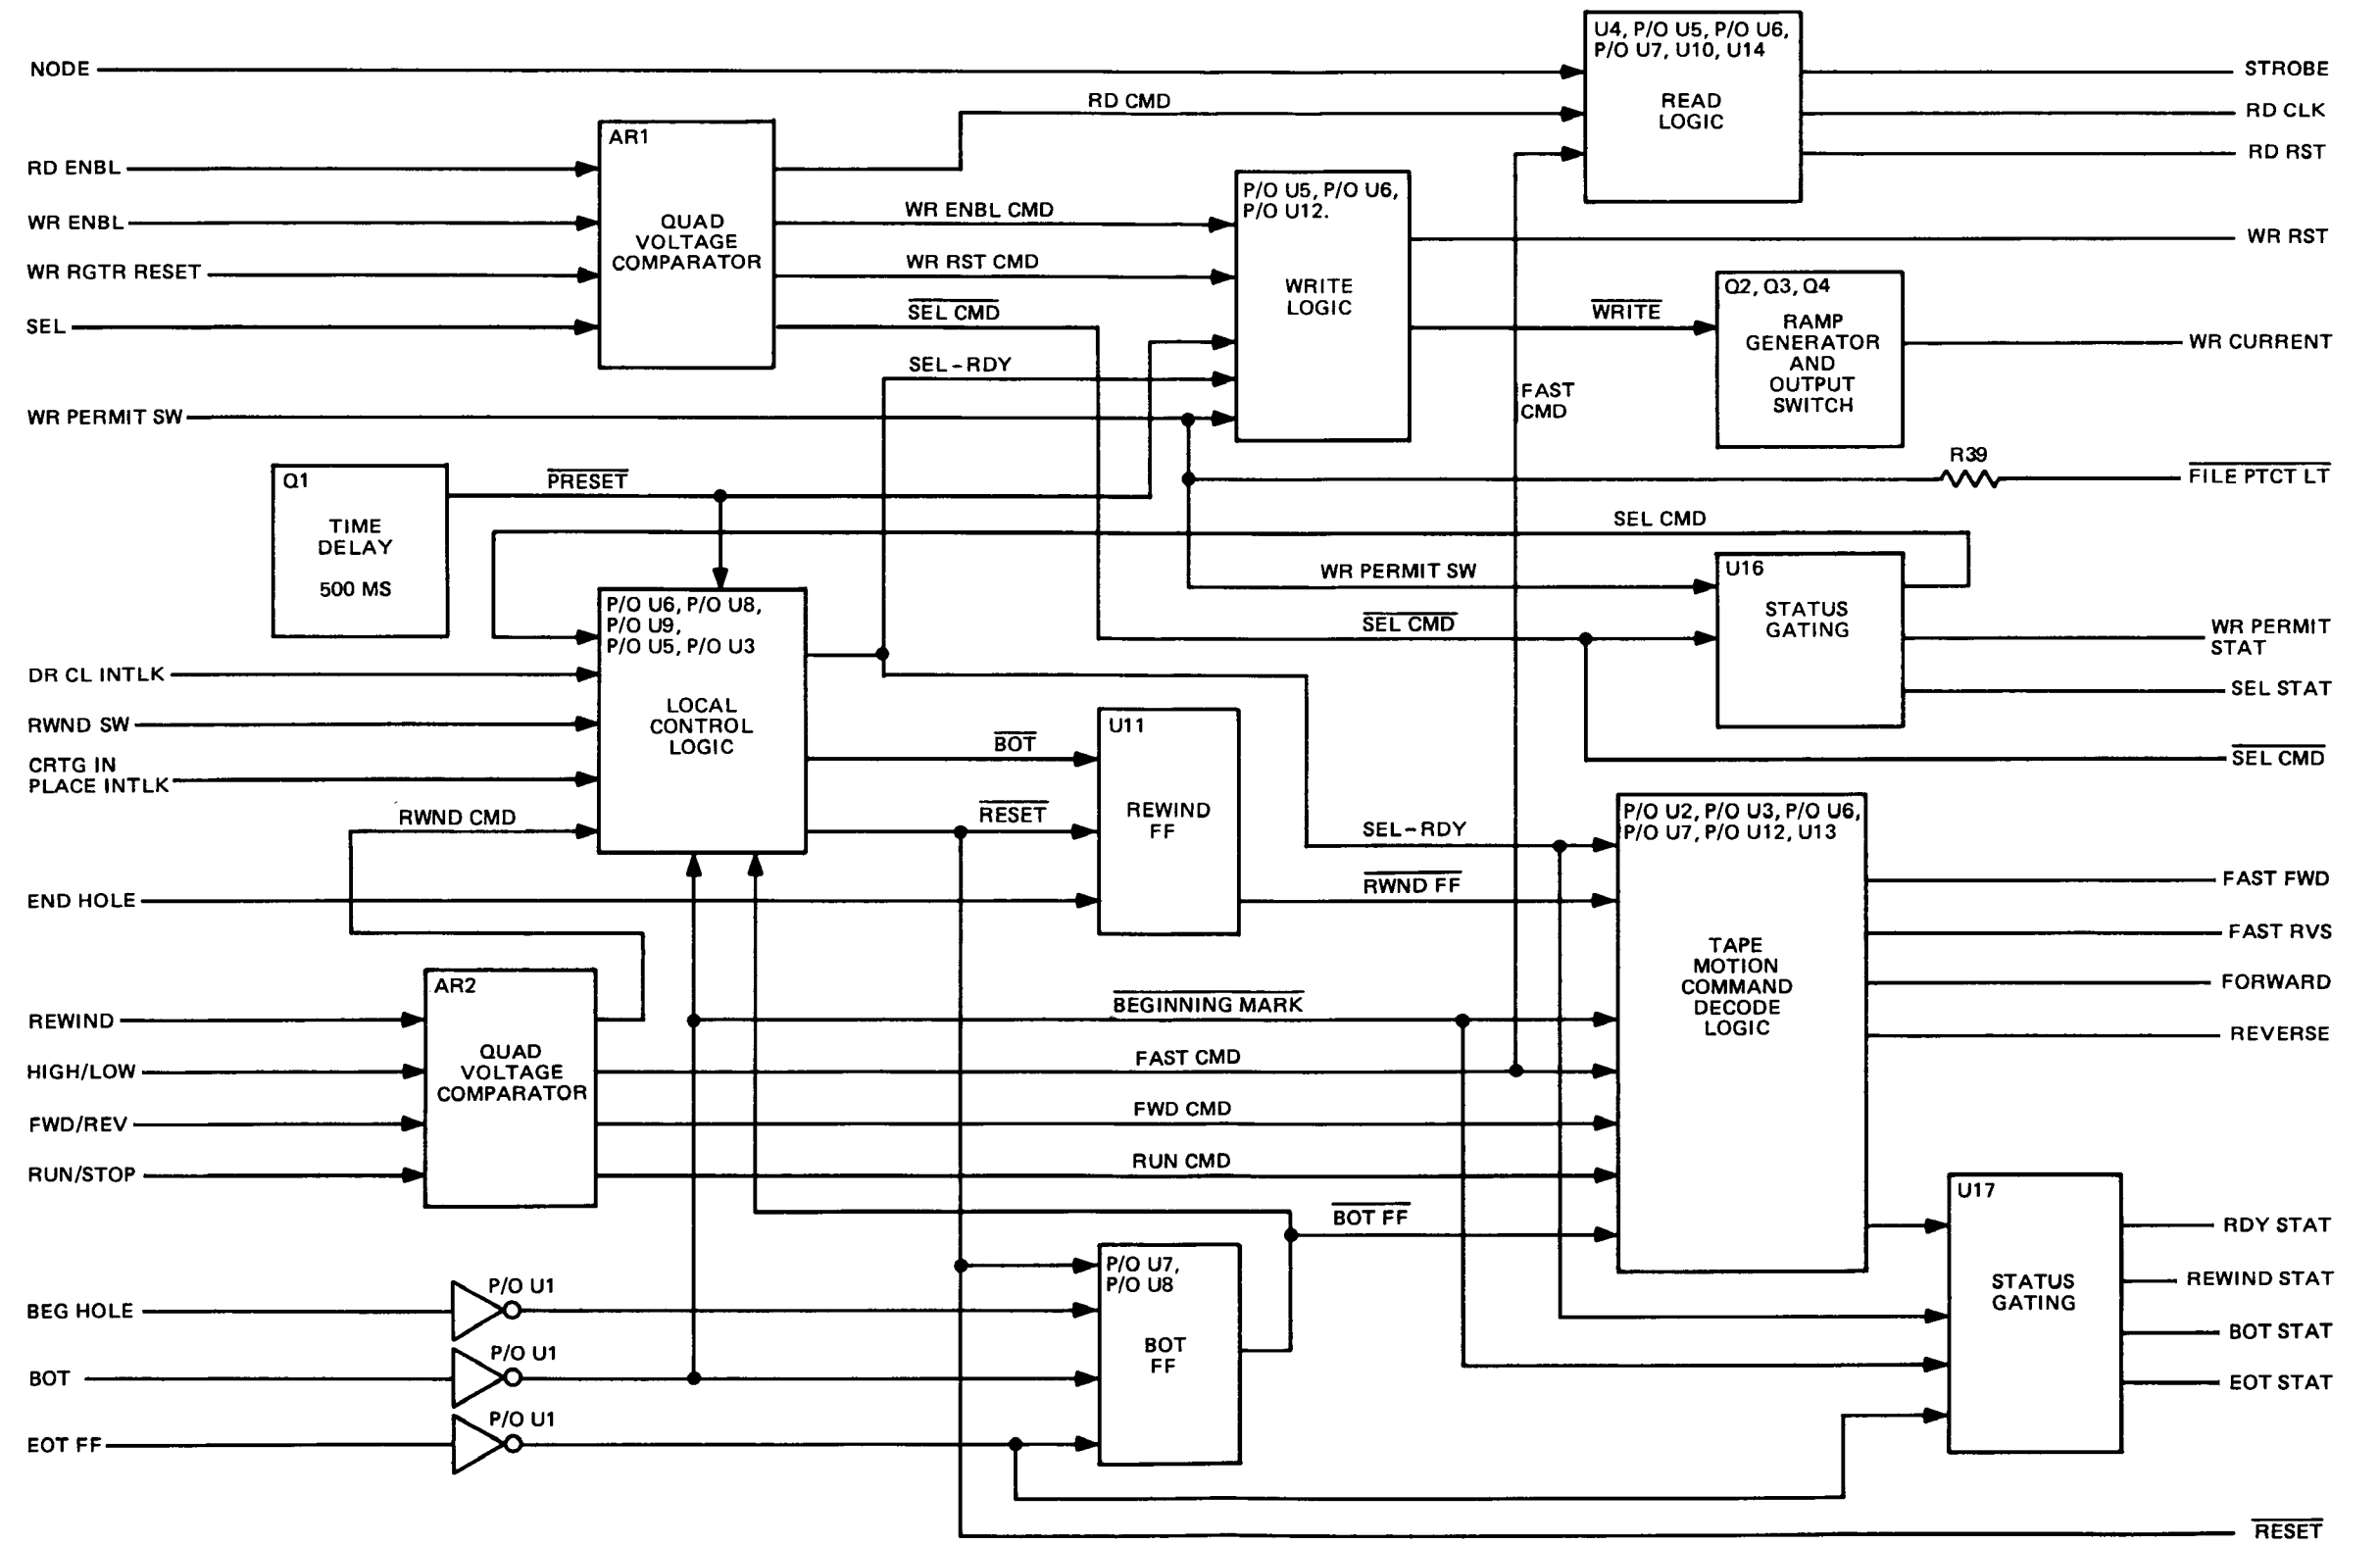 NODE
RD ENBL
WR ENBL
WR RGTR RESET
SEL
WR PERMIT SW
AR1
QUAD
VOLTAGE
COMPARATOR
RD CMD
WR ENBL CMD
WR RST CMD
SEL CMD
SEL-RDY
U4, P/O U5, P/O U6,
P/O U7, U10, U14
READ
LOGIC
STROBE
RD CLK
RD RST
P/O U5, P/O U6,
P/O U12.
WRITE
LOGIC
WR RST
WRITE
Q2, Q3, Q4
RAMP
GENERATOR
AND
OUTPUT
SWITCH
WR CURRENT
FAST
CMD
R39
FILE PTCT LT
Q1
TIME
DELAY
500 MS
PRESET
SEL CMD
WR PERMIT SW
SEL CMD
U16
STATUS
GATING
WR PERMIT
STAT
SEL STAT
SEL CMD
DR CL INTLK
RWND SW
CRTG IN
PLACE INTLK
RWND CMD
P/O U6, P/O U8,
P/O U9,
P/O U5, P/O U3
LOCAL
CONTROL
LOGIC
BOT
RESET
U11
REWIND
FF
END HOLE
SEL-RDY
RWND FF
P/O U2, P/O U3, P/O U6,
P/O U7, P/O U12, U13
TAPE
MOTION
COMMAND
DECODE
LOGIC
FAST FWD
FAST RVS
FORWARD
REVERSE
REWIND
HIGH/LOW
FWD/REV
RUN/STOP
AR2
QUAD
VOLTAGE
COMPARATOR
BEGINNING MARK
FAST CMD
FWD CMD
RUN CMD
BOT FF
BEG HOLE
BOT
EOT FF
P/O U1
P/O U1
P/O U1
P/O U7,
P/O U8
BOT
FF
U17
STATUS
GATING
RDY STAT
REWIND STAT
BOT STAT
EOT STAT
RESET